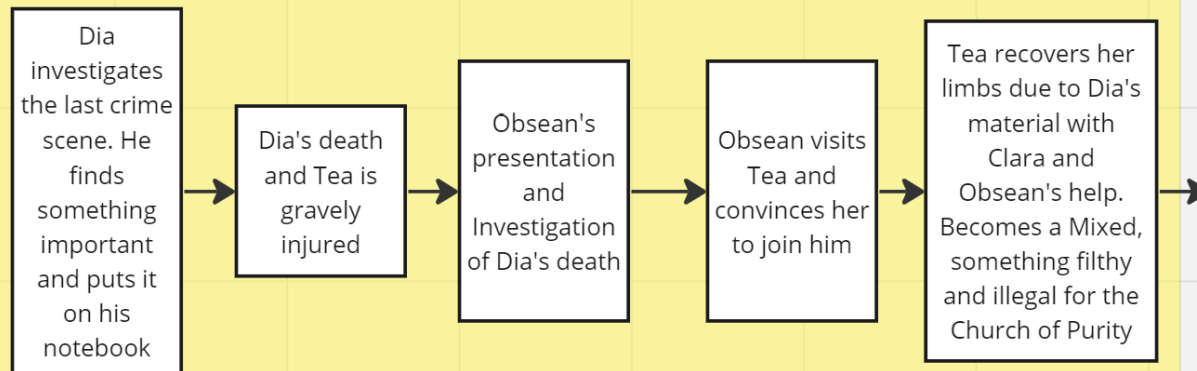 Dia
investigates
the last crime
scene. He
finds
something
important
and puts it
on his
notebook
Dia's death
and Tea is
gravely
injured
Obsean's
presentation
and
Investigation
of Dia's death
Obsean visits
Tea and
convinces her
to join him
Tea recovers her
limbs due to Dia's
material with
Clara and
Obsean's help.
Becomes a Mixed,
something filthy
and illegal for the
Church of Purity